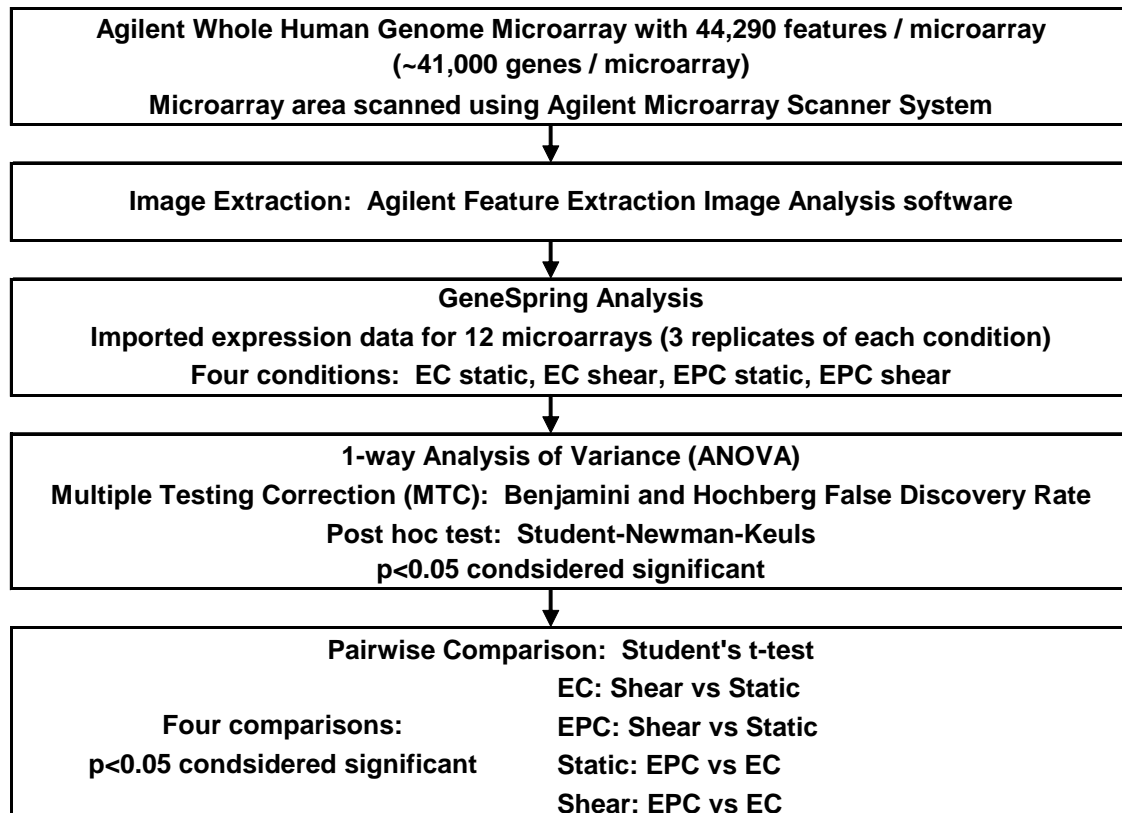 Agilent Whole Human Genome Microarray with 44,290 features / microarray
(~41,000 genes / microarray)
Microarray area scanned using Agilent Microarray Scanner System
Image Extraction:  Agilent Feature Extraction Image Analysis software
GeneSpring Analysis
Imported expression data for 12 microarrays (3 replicates of each condition)
Four conditions:  EC static, EC shear, EPC static, EPC shear
1-way Analysis of Variance (ANOVA)
Multiple Testing Correction (MTC):  Benjamini and Hochberg False Discovery Rate
Post hoc test:  Student-Newman-Keuls
p<0.05 condsidered significant
Pairwise Comparison:  Student's t-test
Four comparisons:
p<0.05 condsidered significant
EC: Shear vs Static
EPC: Shear vs Static
Static: EPC vs EC
Shear: EPC vs EC